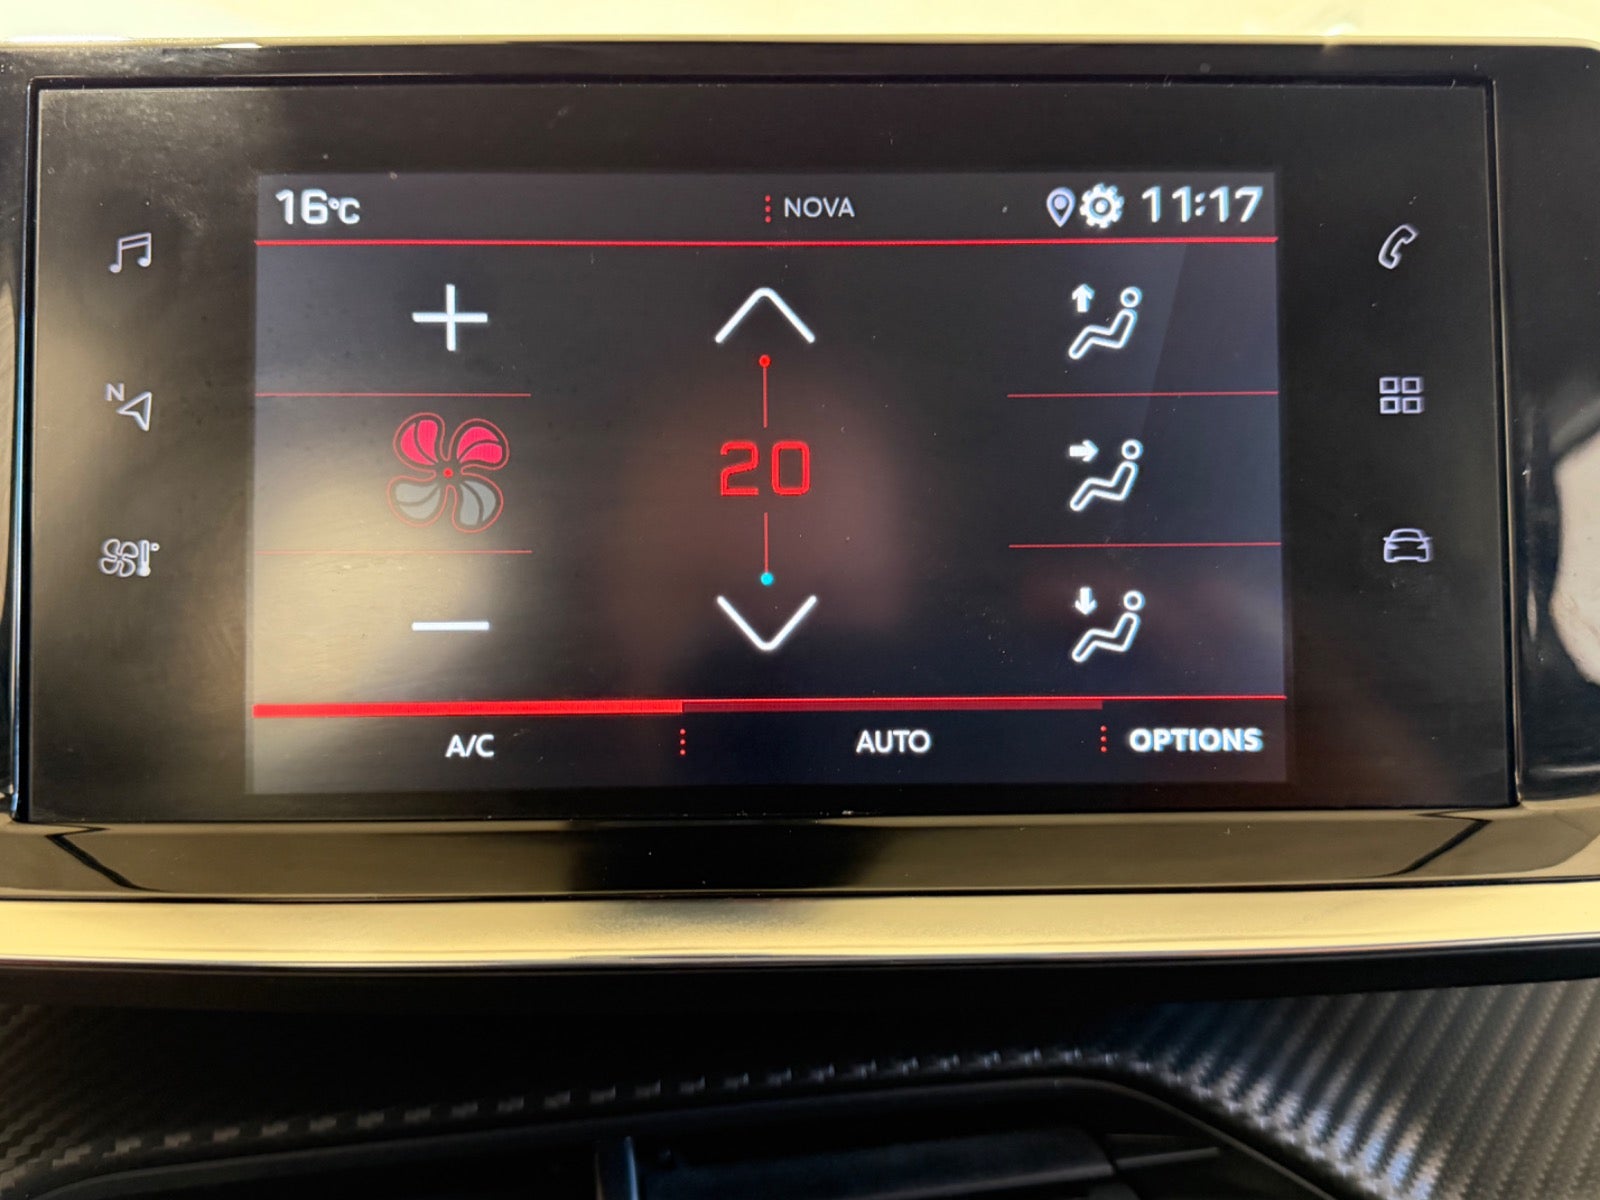 16°C NOVA 11:17
N
20
A/C AUTO OPTIONS